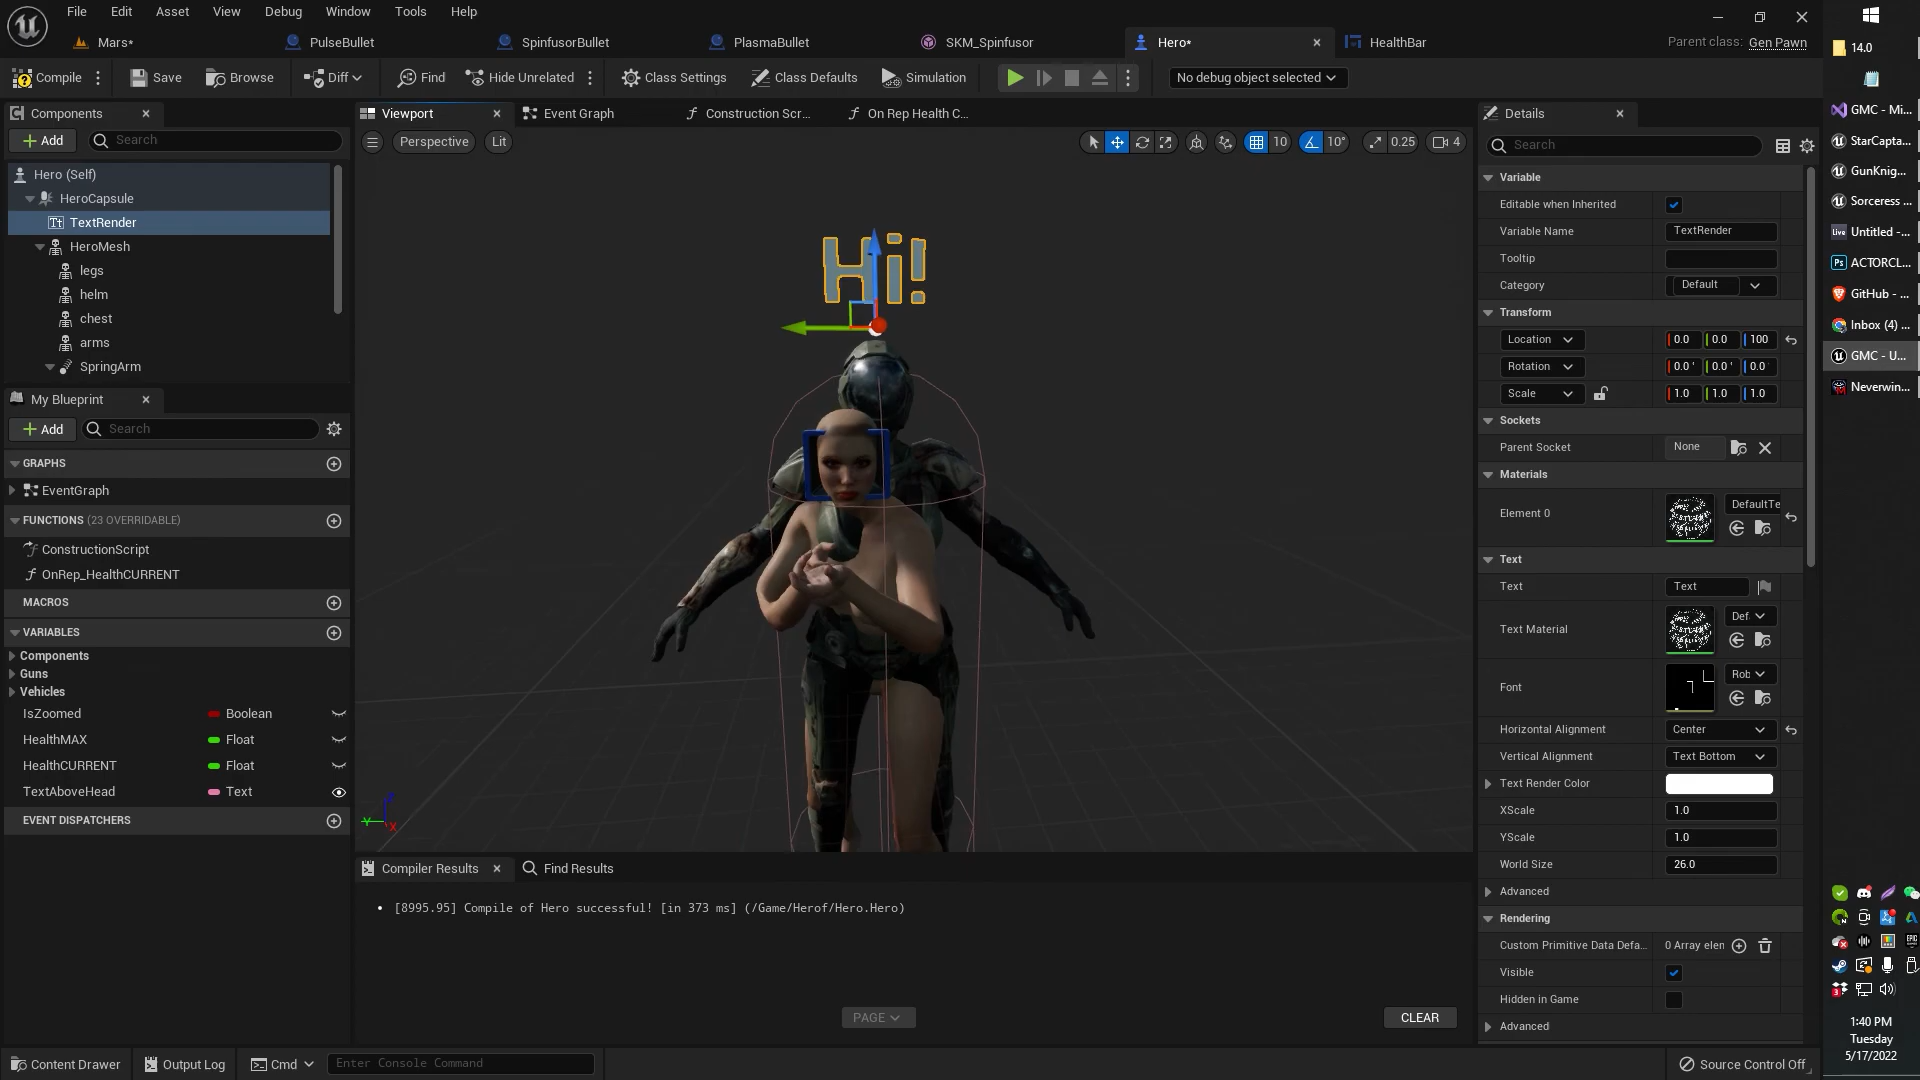 File Edit Asset View Debug Window Tools Help
Mars* PulseBullet SpinfusorBullet PlasmaBullet SKM_Spinfusor Hero* HealthBar Parent class: Gen Pawn
Compile Save Browse Diff Find Hide Unrelated Class Settings Class Defaults Simulation No debug object selected
Components
Add Search
Hero (Self)
HeroCapsule
TextRender
HeroMesh
legs
helm
chest
arms
SpringArm
My Blueprint
Add Search
GRAPHS
EventGraph
FUNCTIONS (23 OVERRIDABLE)
ConstructionScript
OnRep_HealthCURRENT
MACROS
VARIABLES
Components
Guns
Vehicles
IsZoomed Boolean
HealthMAX Float
HealthCURRENT Float
TextAboveHead Text
EVENT DISPATCHERS
Viewport Event Graph Construction Scr... On Rep Health C...
Perspective Lit 10 10° 0.25 4
Hi!
Compiler Results Find Results
[8995.95] Compile of Hero successful! [in 373 ms] (/Game/Herof/Hero.Hero)
PAGE CLEAR
Details
Search
Variable
Editable when Inherited
Variable Name TextRender
Tooltip
Category Default
Transform
Location 0.0 0.0 100
Rotation 0.0 ° 0.0 ° 0.0
Scale 1.0 1.0 1.0
Sockets
Parent Socket None
Materials
Element 0 DefaultTe
Text
Text Text
Text Material Def
Font Rob
Horizontal Alignment Center
Vertical Alignment Text Bottom
Text Render Color
XScale 1.0
YScale 1.0
World Size 26.0
Advanced
Rendering
Custom Primitive Data Defa... 0 Array elen
Visible
Hidden in Game
Advanced
Content Drawer Output Log Cmd Enter Console Command Source Control Off
14.0
GMC - Mi...
StarCapta...
GunKnig...
Sorceress ...
Untitled -...
ACTORCL...
GitHub - ...
Inbox (4) ...
GMC - U...
Neverwin...
1:40 PM
Tuesday
5/17/2022